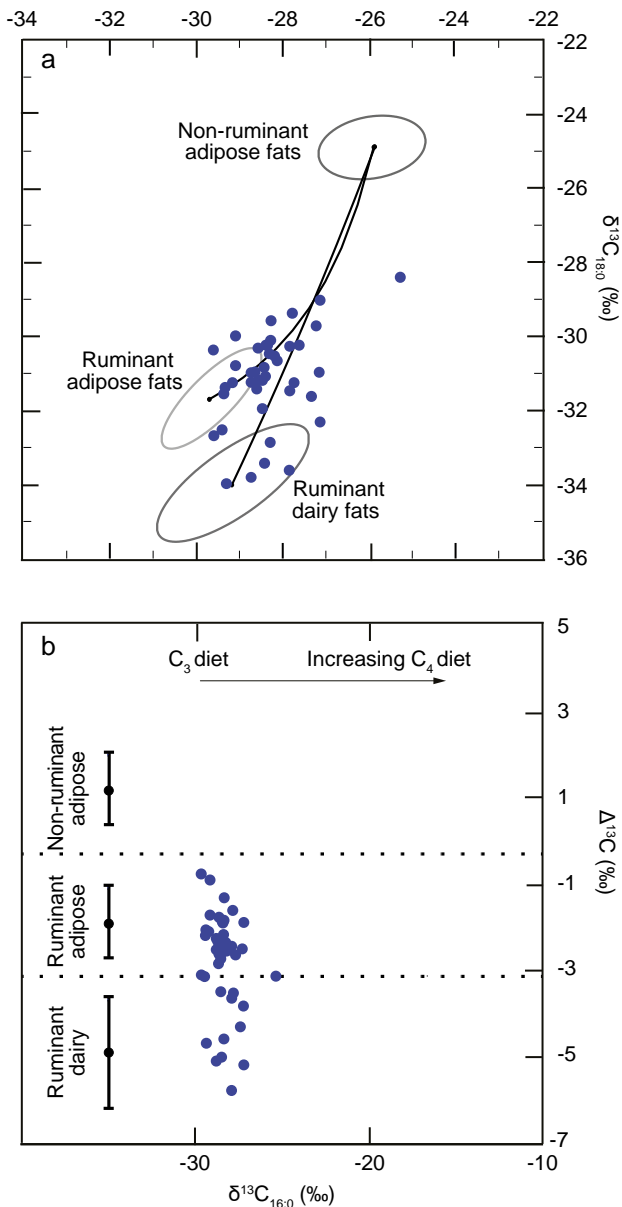 -34 -32 -30 -29 -28 -26 -24 -22
a
-22
Non-ruminant
adipose fats
-24
-26
δ¹³C₁₈:₀ (‰)
-28
-30
Ruminant
adipose fats
-32
-34
Ruminant
dairy fats
-36
b
5
C₃ diet
Increasing C₄ diet
3
Non-ruminant
adipose
1
Δ¹³C (‰)
-1
Ruminant
adipose
-3
Ruminant
dairy
-5
-7
-30 -20 -10
δ¹³C₁₆:₀ (‰)